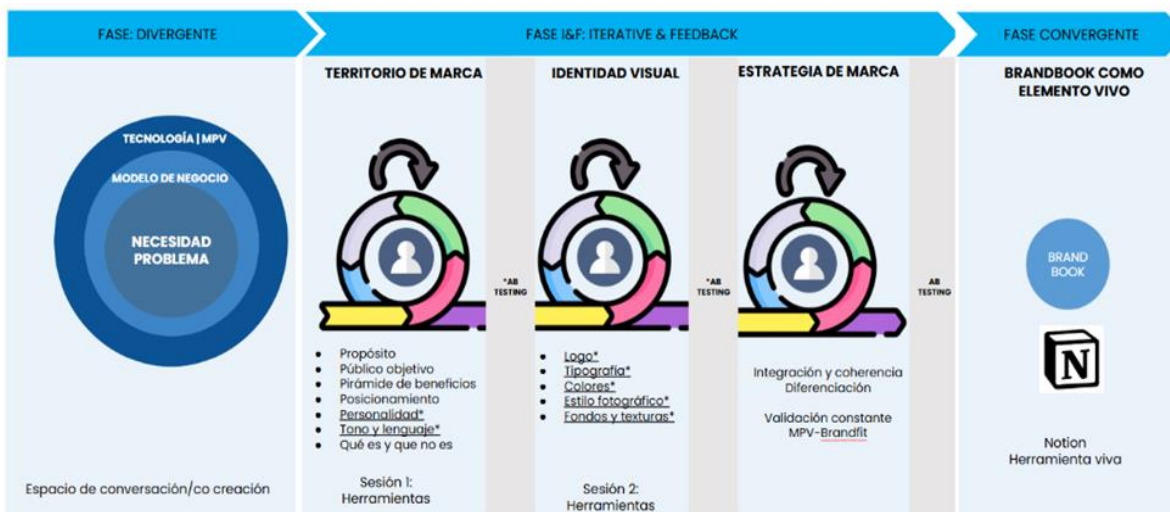 FASE: DIVERGENTE
FASE I&F: ITERATIVE & FEEDBACK
FASE CONVERGENTE
TECNOLOGÍA | MPV
MODELO DE NEGOCIO
NECESIDAD
PROBLEMA
Espacio de conversación/co creación
TERRITORIO DE MARCA
Propósito
Público objetivo
Pirámide de beneficios
Posicionamiento
Personalidad*
Tono y lenguaje*
Qué es y que no es
Sesión 1:
Herramientas
*AB
TESTING
IDENTIDAD VISUAL
Logo*
Tipografía*
Colores*
Estilo fotográfico*
Fondos y texturas*
Sesión 2:
Herramientas
*AB
TESTING
ESTRATEGIA DE MARCA
Integración y coherencia
Diferenciación
Validación constante
MPV-Brandfit
AB
TESTING
BRANDBOOK COMO
ELEMENTO VIVO
BRAND
BOOK
N
Notion
Herramienta viva